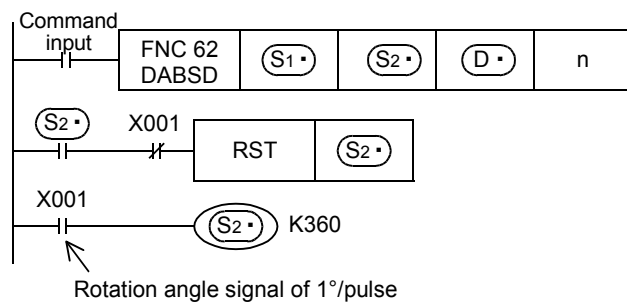 Command
input
FNC 62
DABSD
S1 ·
S2 ·
D ·
n
S2 ·
X001
RST
S2 ·
X001
S2 ·
K360
Rotation angle signal of 1°/pulse